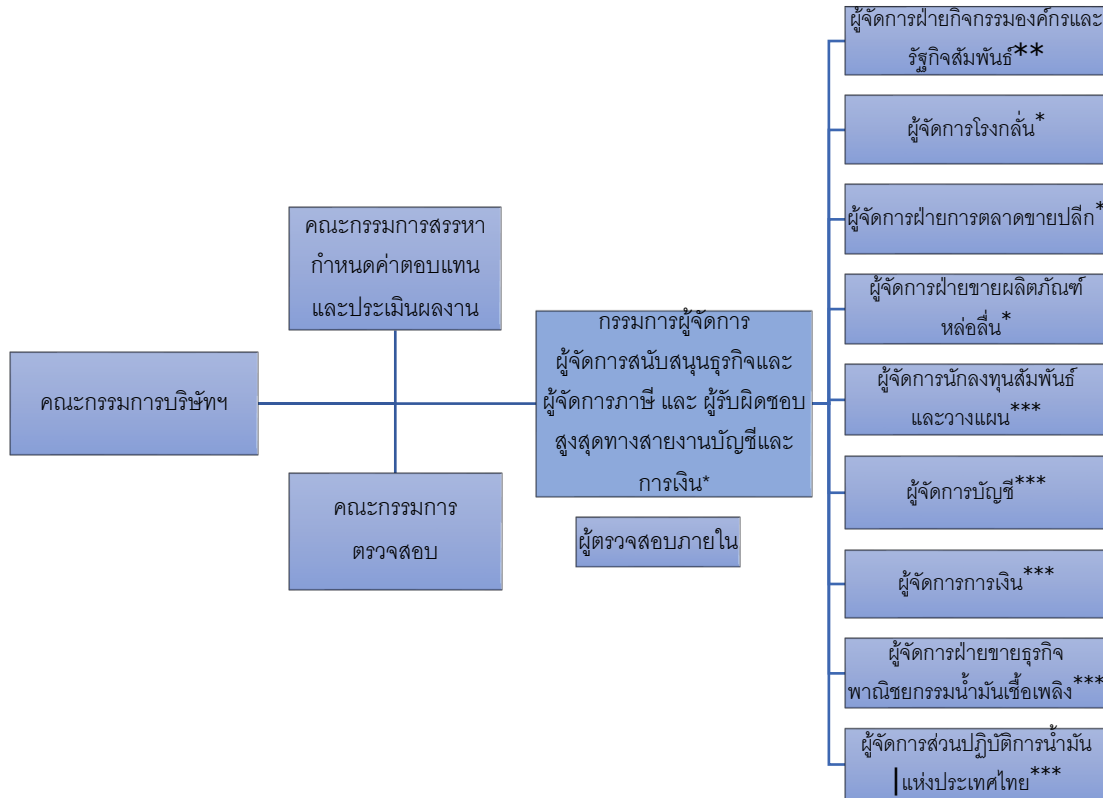 คณะกรรมการบริษัทฯ
คณะกรรมการสรรหา
กำหนดค่าตอบแทน
และประเมินผลงาน
คณะกรรมการ
ตรวจสอบ
กรรมการผู้จัดการ
ผู้จัดการสนับสนุนธุรกิจและ
ผู้จัดการภาษี และ ผู้รับผิดชอบ
สูงสุดทางสายงานบัญชีและ
การเงิน*
ผู้ตรวจสอบภายใน
ผู้จัดการฝ่ายกิจกรรมองค์กรและ
รัฐกิจสัมพันธ์**
ผู้จัดการโรงกลั่น*
ผู้จัดการฝ่ายการตลาดขายปลีก*
ผู้จัดการฝ่ายขายผลิตภัณฑ์
หล่อลื่น*
ผู้จัดการนักลงทุนสัมพันธ์
และวางแผน***
ผู้จัดการบัญชี***
ผู้จัดการการเงิน***
ผู้จัดการฝ่ายขายธุรกิจ
พาณิชยกรรมน้ำมันเชื้อเพลิง***
ผู้จัดการส่วนปฏิบัติการน้ำมัน
แห่งประเทศไทย***